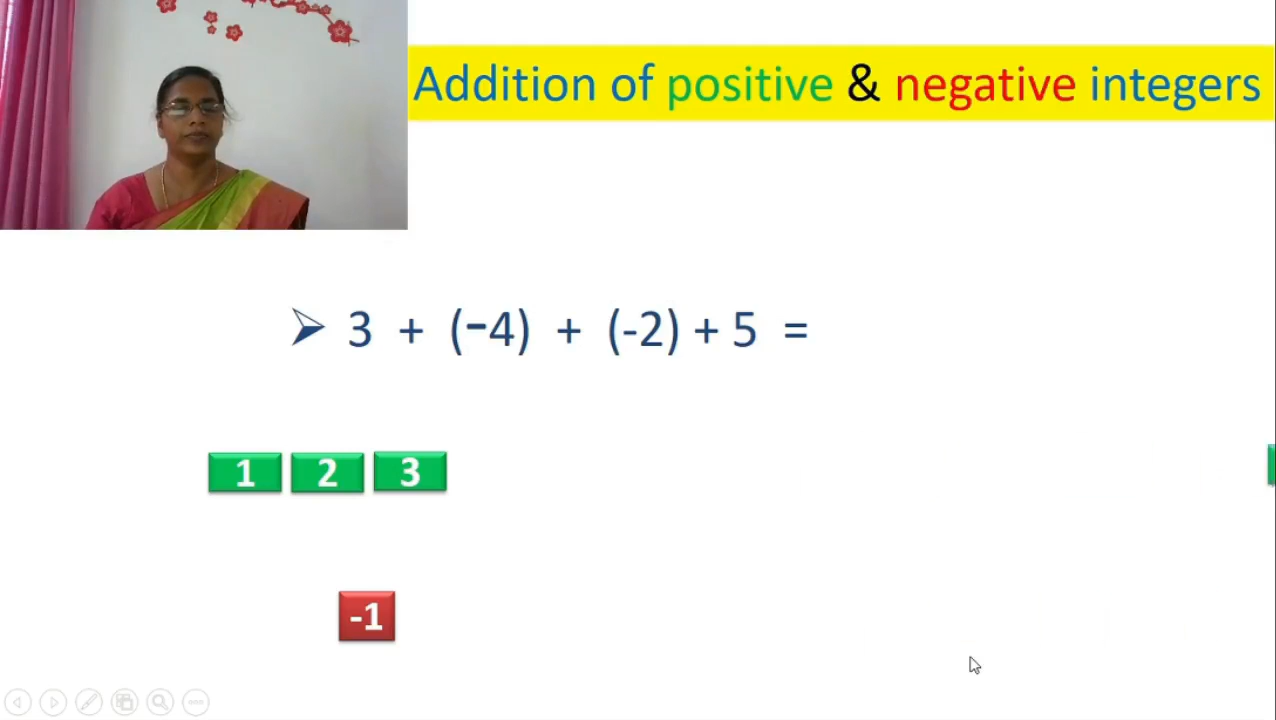 Addition of positive & negative integers
➢ 3 + (-4) + (-2) + 5 =
1 2 3
-1